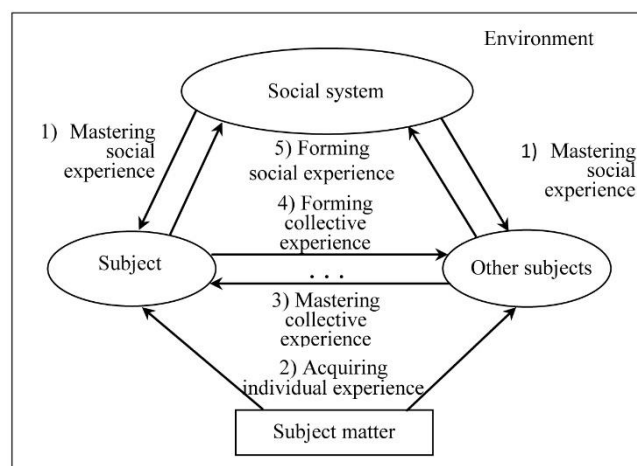 Environment
Social system
1) Mastering
social
experience
5) Forming
social experience
1) Mastering
social
experience
4) Forming
collective
experience
Subject
. . .
Other subjects
3) Mastering
collective
experience
2) Acquiring
individual experience
Subject matter